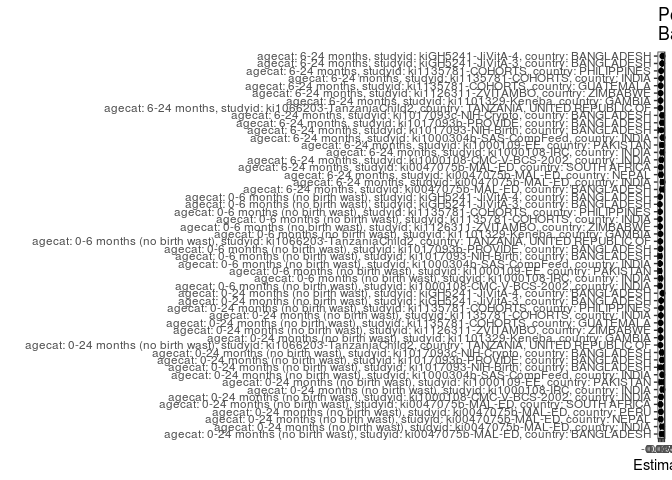 Po
Ba
agecat: 6-24 months, studyid: kiGH5241-JiVitA-4, country: BANGLADESH
agecat: 6-24 months, studyid: kiGH5241-JiVitA-3, country: BANGLADESH
agecat: 6-24 months, studyid: ki1135781-COHORTS, country: PHILIPPINES
agecat: 6-24 months, studyid: ki1135781-COHORTS, country: INDIA
agecat: 6-24 months, studyid: ki1135781-COHORTS, country: GUATEMALA
agecat: 6-24 months, studyid: ki1126311-ZVITAMBO, country: ZIMBABWE
agecat: 6-24 months, studyid: ki1101329-Keneba, country: GAMBIA
agecat: 6-24 months, studyid: ki1066203-TanzaniaChild2, country: TANZANIA, UNITED REPUBLIC OF
agecat: 6-24 months, studyid: ki1017093c-NIH-Crypto, country: BANGLADESH
agecat: 6-24 months, studyid: ki1017093b-PROVIDE, country: BANGLADESH
agecat: 6-24 months, studyid: ki1017093-NIH-Birth, country: BANGLADESH
agecat: 6-24 months, studyid: ki1000304b-SAS-CompFeed, country: INDIA
agecat: 6-24 months, studyid: ki1000109-EE, country: PAKISTAN
agecat: 6-24 months, studyid: ki1000108-IRC, country: INDIA
agecat: 6-24 months, studyid: ki1000108-CMC-V-BCS-2002, country: INDIA
agecat: 6-24 months, studyid: ki0047075b-MAL-ED, country: SOUTH AFRICA
agecat: 6-24 months, studyid: ki0047075b-MAL-ED, country: NEPAL
agecat: 6-24 months, studyid: ki0047075b-MAL-ED, country: INDIA
agecat: 6-24 months, studyid: ki0047075b-MAL-ED, country: BANGLADESH
agecat: 0-6 months (no birth wast), studyid: kiGH5241-JiVitA-4, country: BANGLADESH
agecat: 0-6 months (no birth wast), studyid: kiGH5241-JiVitA-3, country: BANGLADESH
agecat: 0-6 months (no birth wast), studyid: ki1135781-COHORTS, country: PHILIPPINES
agecat: 0-6 months (no birth wast), studyid: ki1135781-COHORTS, country: INDIA
agecat: 0-6 months (no birth wast), studyid: ki1126311-ZVITAMBO, country: ZIMBABWE
agecat: 0-6 months (no birth wast), studyid: ki1101329-Keneba, country: GAMBIA
agecat: 0-6 months (no birth wast), studyid: ki1066203-TanzaniaChild2, country: TANZANIA, UNITED REPUBLIC OF
agecat: 0-6 months (no birth wast), studyid: ki1017093b-PROVIDE, country: BANGLADESH
agecat: 0-6 months (no birth wast), studyid: ki1017093-NIH-Birth, country: BANGLADESH
agecat: 0-6 months (no birth wast), studyid: ki1000304b-SAS-CompFeed, country: INDIA
agecat: 0-6 months (no birth wast), studyid: ki1000109-EE, country: PAKISTAN
agecat: 0-6 months (no birth wast), studyid: ki1000108-IRC, country: INDIA
agecat: 0-6 months (no birth wast), studyid: ki1000108-CMC-V-BCS-2002, country: INDIA
agecat: 0-24 months (no birth wast), studyid: kiGH5241-JiVitA-4, country: BANGLADESH
agecat: 0-24 months (no birth wast), studyid: kiGH5241-JiVitA-3, country: BANGLADESH
agecat: 0-24 months (no birth wast), studyid: ki1135781-COHORTS, country: PHILIPPINES
agecat: 0-24 months (no birth wast), studyid: ki1135781-COHORTS, country: INDIA
agecat: 0-24 months (no birth wast), studyid: ki1135781-COHORTS, country: GUATEMALA
agecat: 0-24 months (no birth wast), studyid: ki1126311-ZVITAMBO, country: ZIMBABWE
agecat: 0-24 months (no birth wast), studyid: ki1101329-Keneba, country: GAMBIA
agecat: 0-24 months (no birth wast), studyid: ki1066203-TanzaniaChild2, country: TANZANIA, UNITED REPUBLIC OF
agecat: 0-24 months (no birth wast), studyid: ki1017093c-NIH-Crypto, country: BANGLADESH
agecat: 0-24 months (no birth wast), studyid: ki1017093b-PROVIDE, country: BANGLADESH
agecat: 0-24 months (no birth wast), studyid: ki1017093-NIH-Birth, country: BANGLADESH
agecat: 0-24 months (no birth wast), studyid: ki1000304b-SAS-CompFeed, country: INDIA
agecat: 0-24 months (no birth wast), studyid: ki1000109-EE, country: PAKISTAN
agecat: 0-24 months (no birth wast), studyid: ki1000108-IRC, country: INDIA
agecat: 0-24 months (no birth wast), studyid: ki1000108-CMC-V-BCS-2002, country: INDIA
agecat: 0-24 months (no birth wast), studyid: ki0047075b-MAL-ED, country: SOUTH AFRICA
agecat: 0-24 months (no birth wast), studyid: ki0047075b-MAL-ED, country: PERU
agecat: 0-24 months (no birth wast), studyid: ki0047075b-MAL-ED, country: NEPAL
agecat: 0-24 months (no birth wast), studyid: ki0047075b-MAL-ED, country: INDIA
agecat: 0-24 months (no birth wast), studyid: ki0047075b-MAL-ED, country: BANGLADESH
Estima